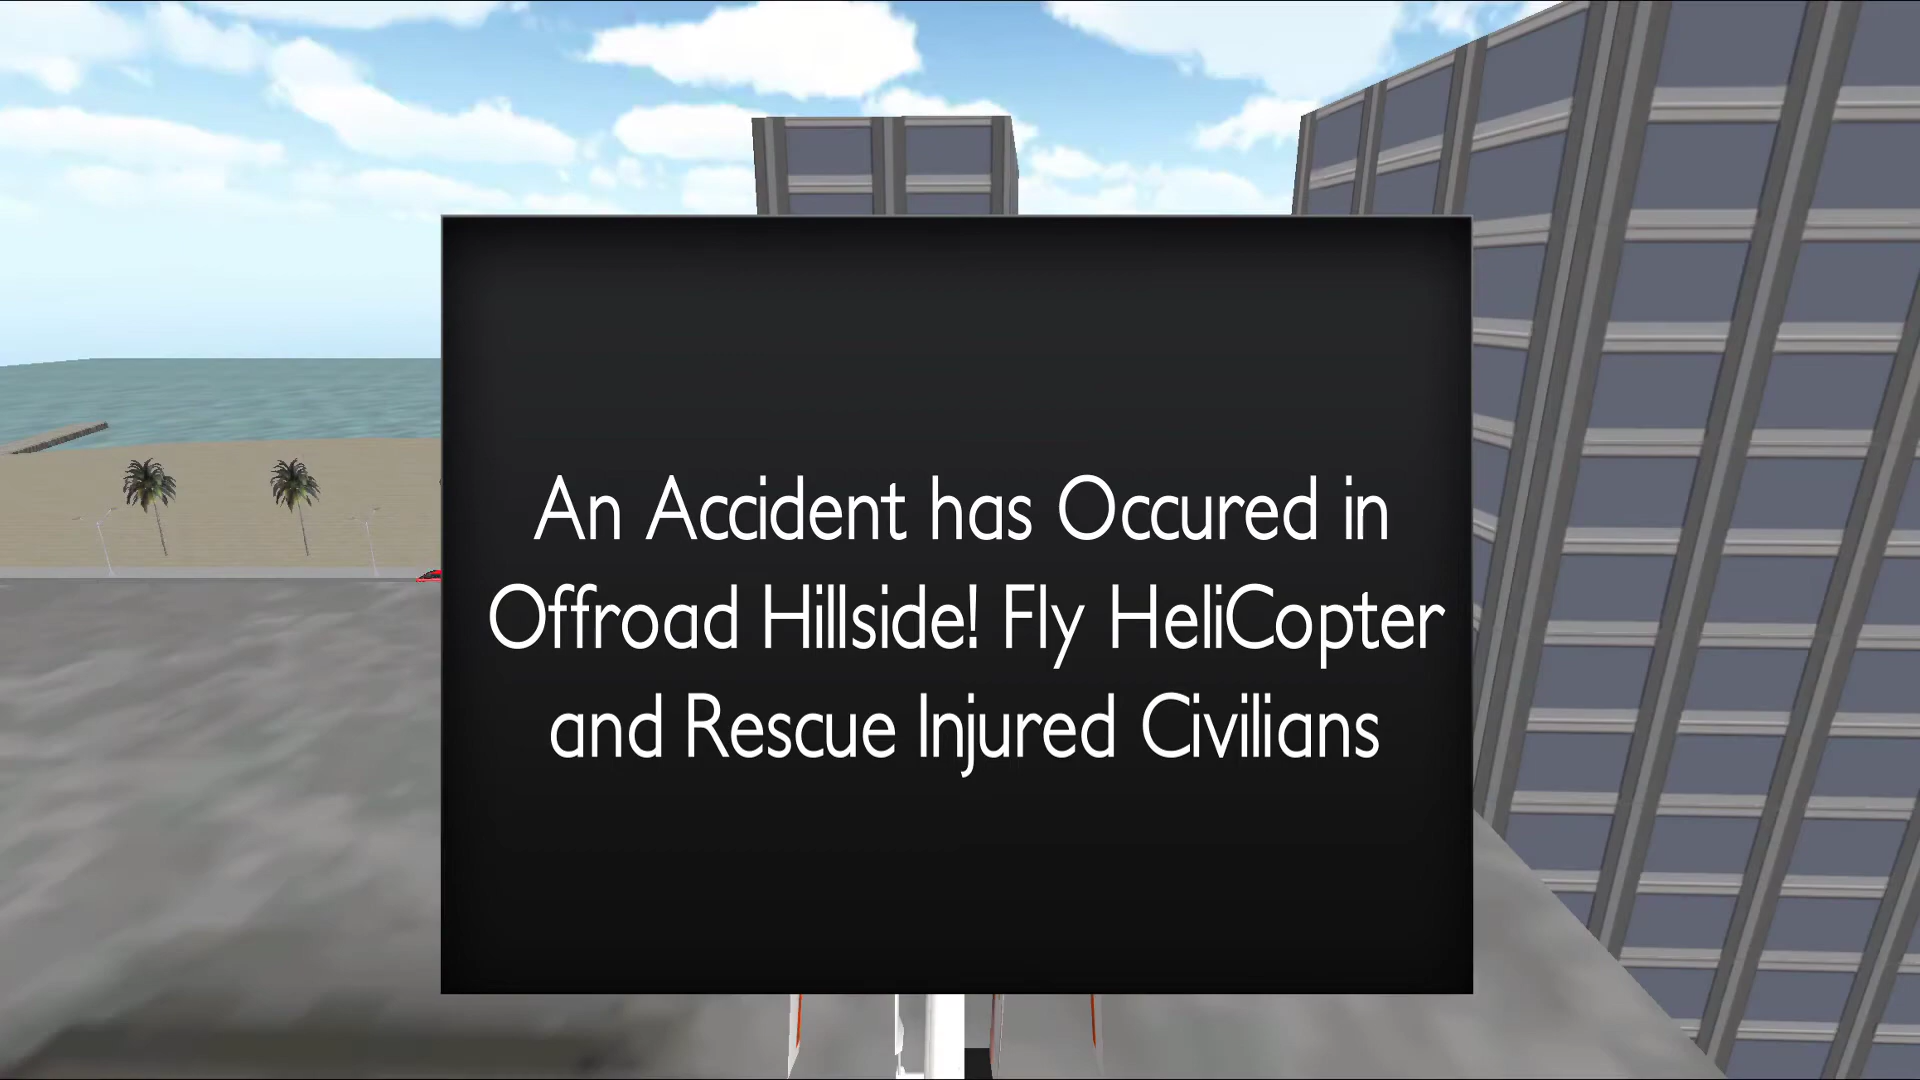 An Accident has Occured in
Offroad Hillside! Fly HeliCopter
and Rescue Injured Civilians